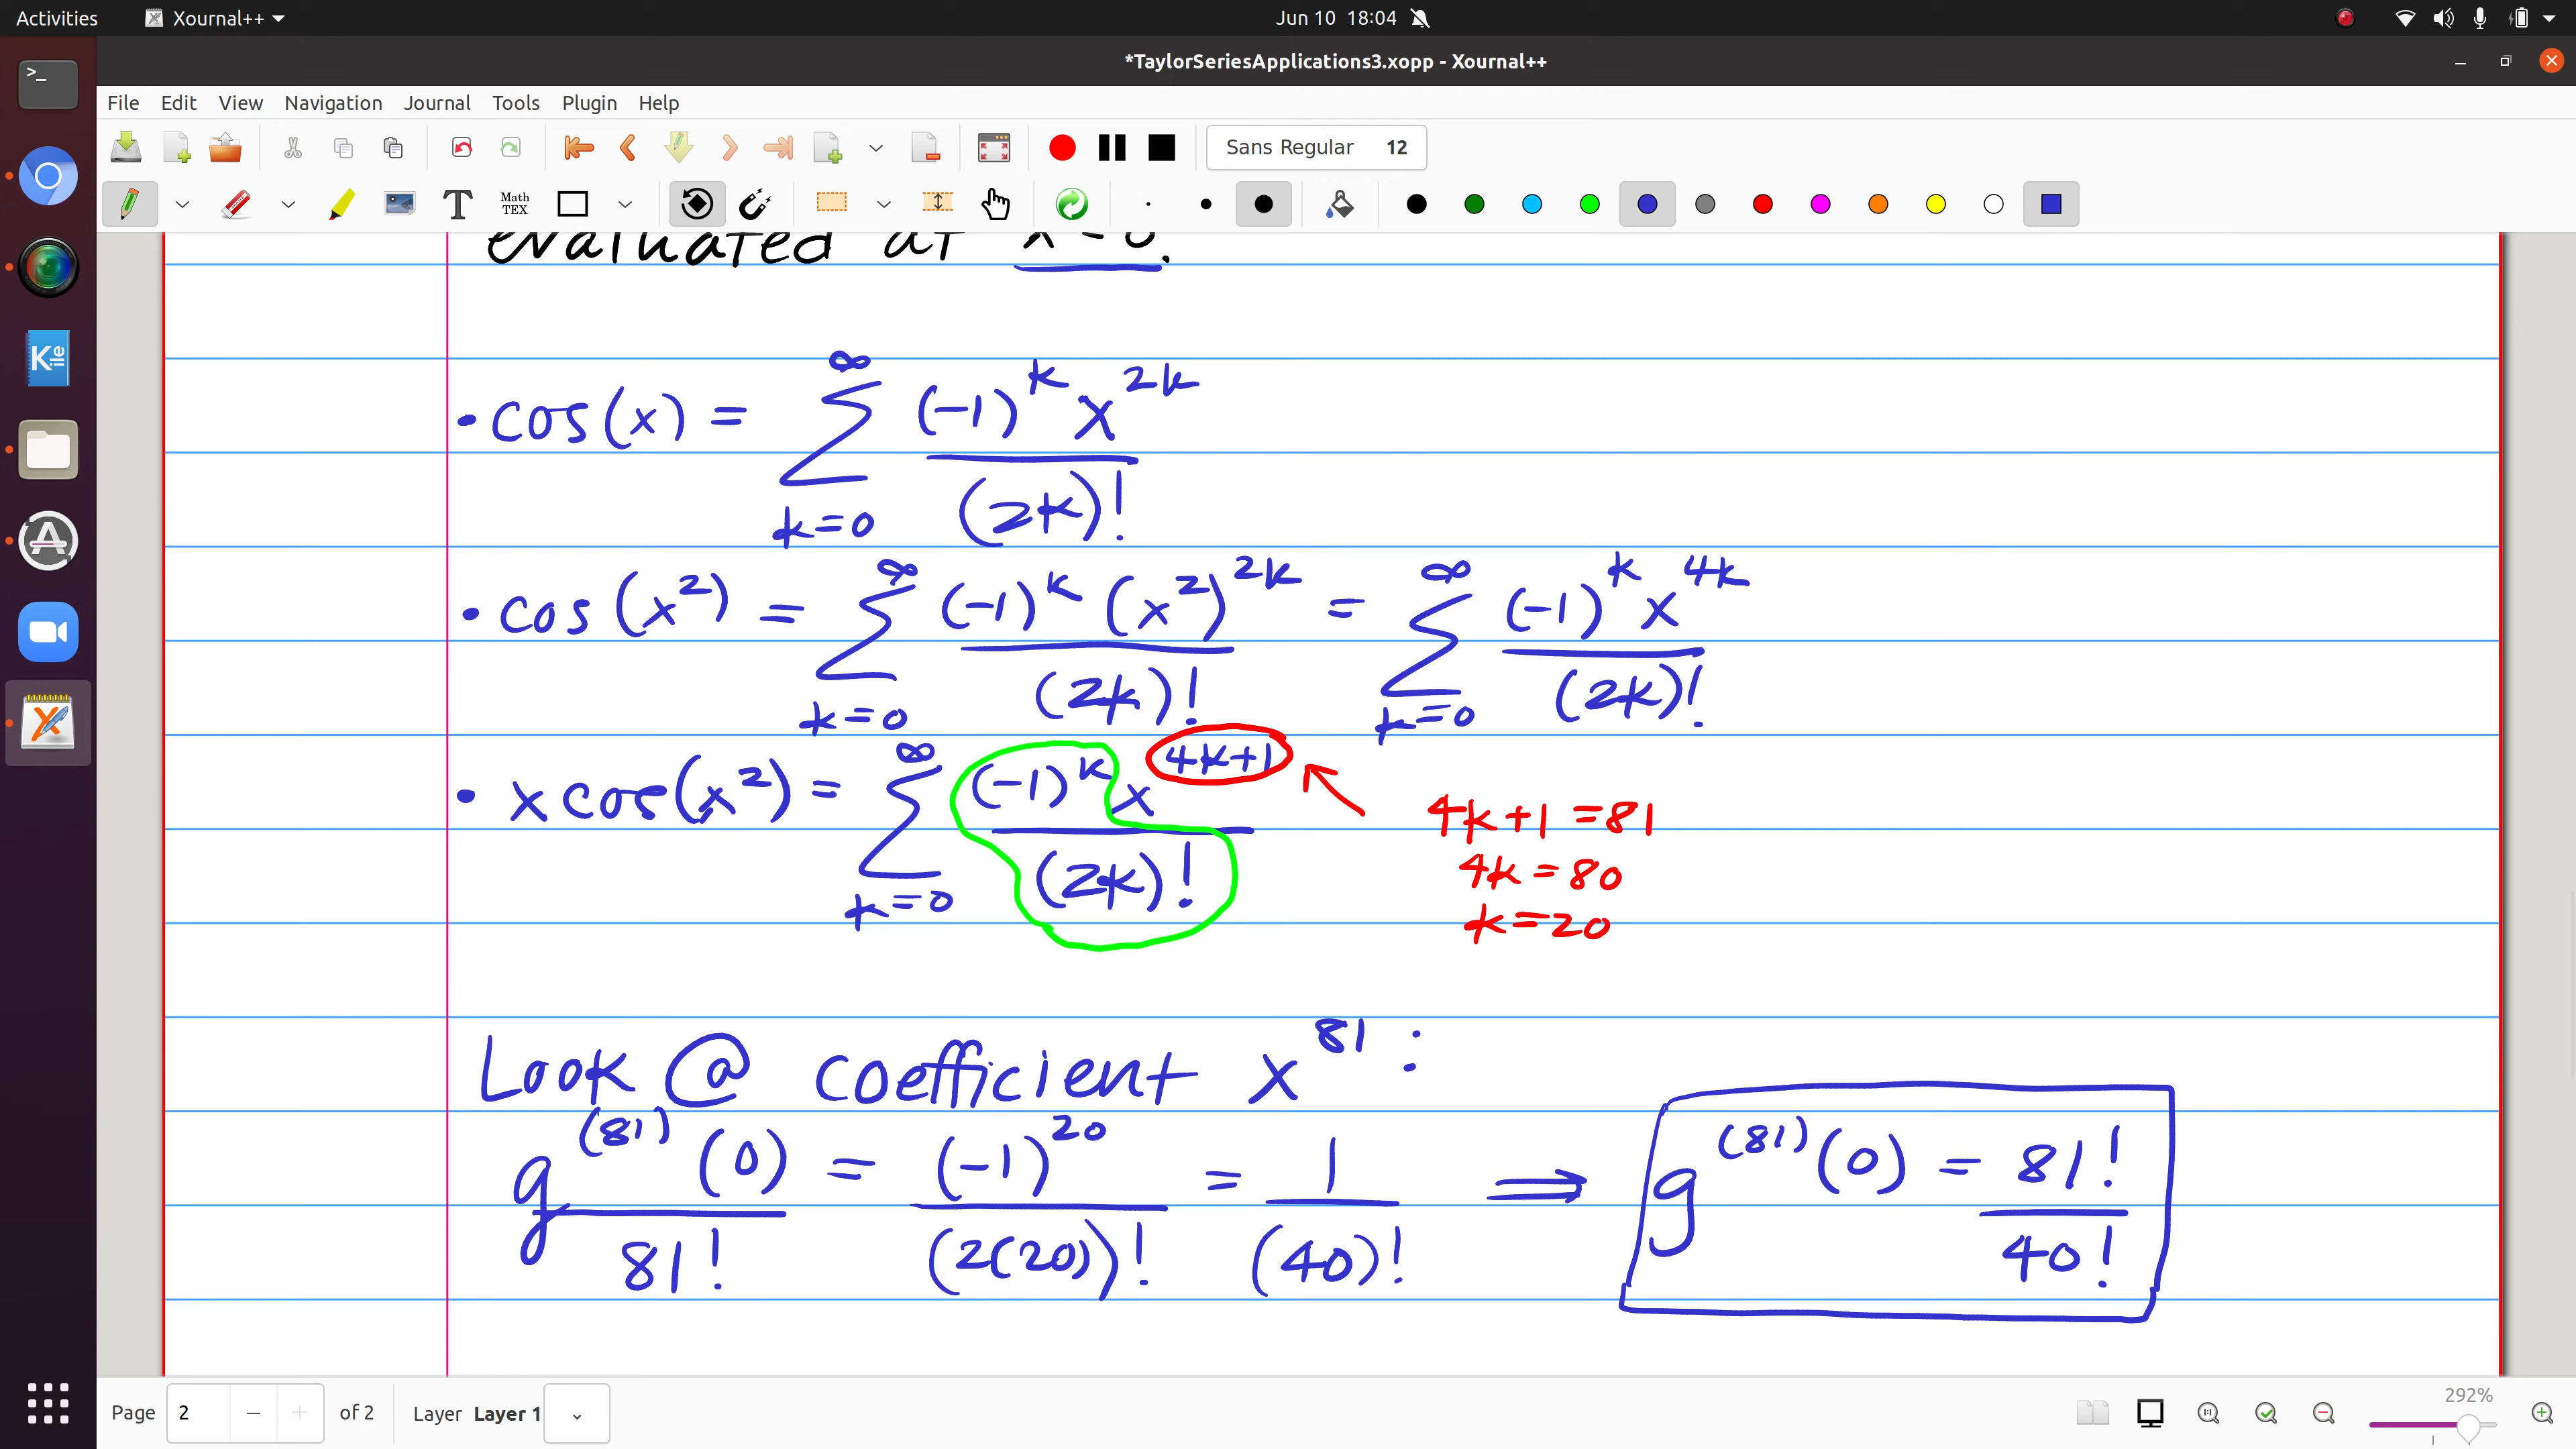 Activities Xournal++ Jun 10 18:04
*TaylorSeriesApplications3.xopp - Xournal++
File Edit View Navigation Journal Tools Plugin Help
Sans Regular 12
T Math TEX
>_
Kile
evaluated at x = 0.
• cos(x) = ∑_{k=0}^{∞} (-1)^k x^{2k} / (2k)!
• cos(x²) = ∑_{k=0}^{∞} (-1)^k (x²)^{2k} / (2k)! = ∑_{k=0}^{∞} (-1)^k x^{4k} / (2k)!
• x cos(x²) = ∑_{k=0}^{∞} (-1)^k x^{4k+1} / (2k)!
4k+1 = 81
4k = 80
k = 20
Look @ coefficient x^{81} :
g^{(81)}(0) / 81! = (-1)^{20} / (2(20))! = 1 / (40)! ⟹ g^{(81)}(0) = 81! / 40!
Page 2 of 2 Layer Layer 1 292%